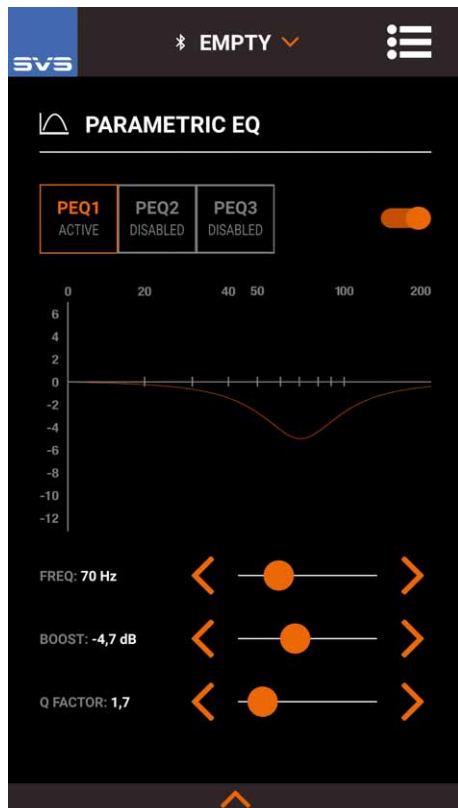 SVS
EMPTY
PARAMETRIC EQ
PEQ1 PEQ2 PEQ3
ACTIVE DISABLED DISABLED
0 20 40 50 100 200
6
4
2
0
-2
-4
-6
-8
-10
-12
FREQ: 70 Hz
BOOST: -4,7 dB
Q FACTOR: 1,7